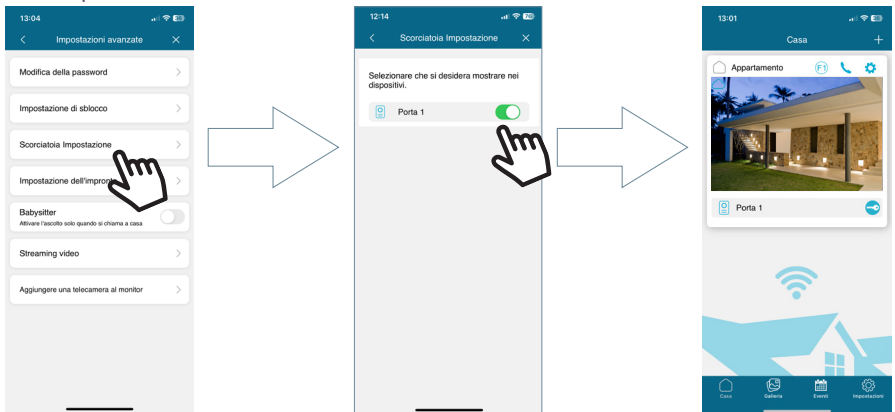 13:04
Impostazioni avanzate
Modifica della password
Impostazione di sblocco
Scorciatoia Impostazione
Impostazione dell'impronta
Babysitter
Attivare l'ascolto solo quando si chiama a casa
Streaming video
Aggiungere una telecamera al monitor
12:14
76
Scorciatoia Impostazione
Selezionare che si desidera mostrare nei
dispositivi.
Porta 1
13:01
Casa
Appartamento
F1
Porta 1
Casa
Galleria
Eventi
Impostazioni